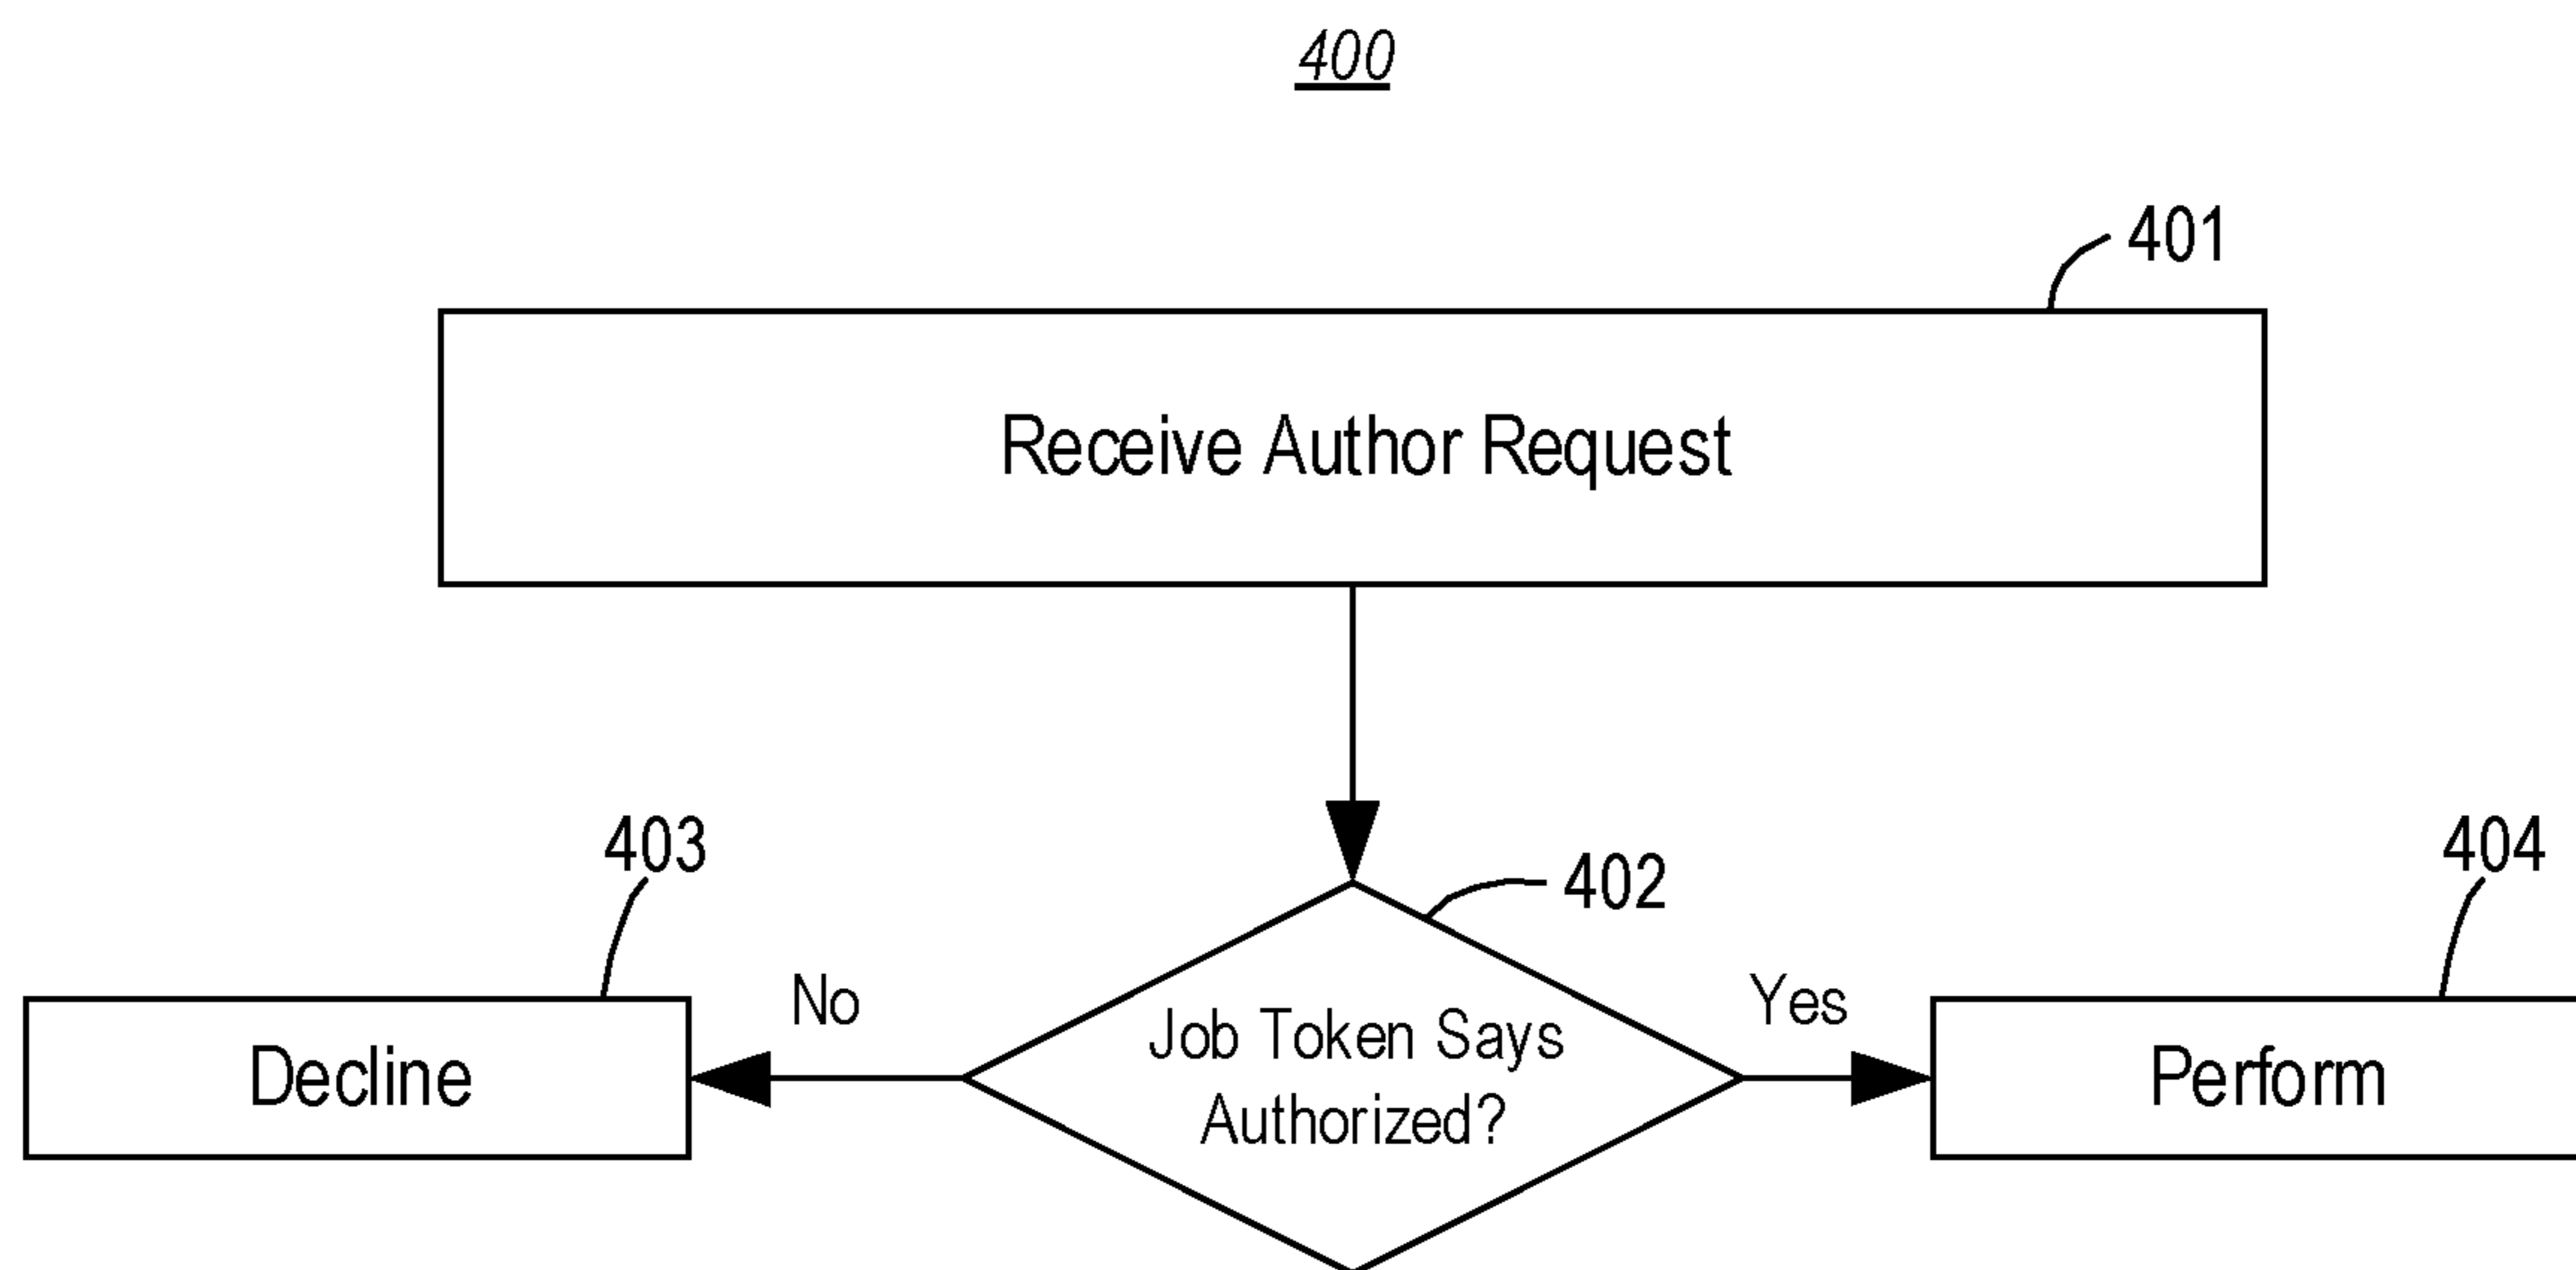 400
401
Receive Author Request
403
402
404
No
Yes
Job Token Says
Authorized?
Decline
Perform